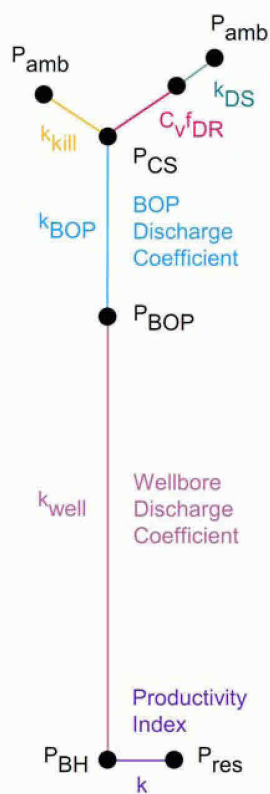 P_amb
P_amb
k_DS
k_kill
C_v f_DR
P_CS
k_BOP
BOP
Discharge
Coefficient
P_BOP
k_well
Wellbore
Discharge
Coefficient
Productivity
Index
P_BH
P_res
k